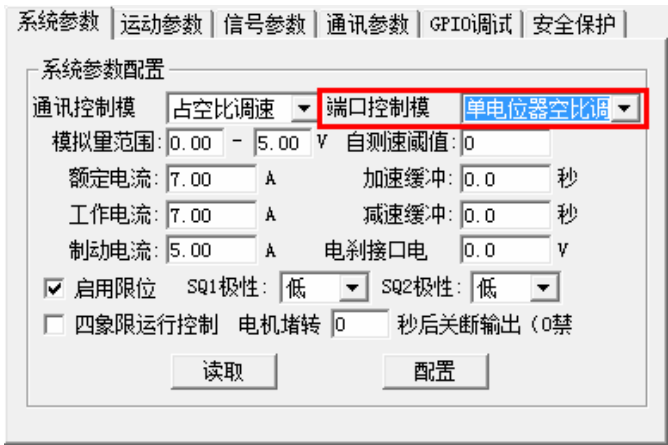 系统参数 运动参数 信号参数 通讯参数 GPIO调试 安全保护
系统参数配置
通讯控制模 占空比调速 端口控制模 单电位器空比调
模拟量范围: 0.00 - 5.00 V 自测速阈值: 0
额定电流: 7.00 A 加速缓冲: 0.0 秒
工作电流: 7.00 A 减速缓冲: 0.0 秒
制动电流: 5.00 A 电刹接口电 0.0 V
启用限位 SQ1极性: 低 SQ2极性: 低
四象限运行控制 电机堵转 0 秒后关断输出（0禁
读取 配置